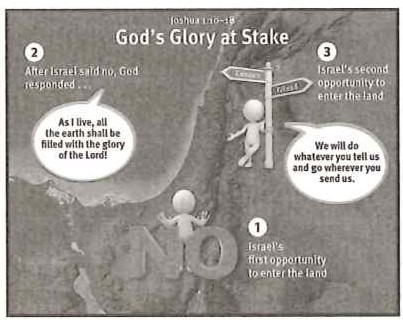 Joshua 1:10–18
God's Glory at Stake
2
After Israel said no, God
responded . . .
As I live, all
the earth shall be
filled with the glory
of the Lord!
3
Israel's second
opportunity to
enter the land
Canaan
Gilead
We will do
whatever you tell us
and go wherever you
send us.
NO
1
Israel's
first opportunity
to enter the land